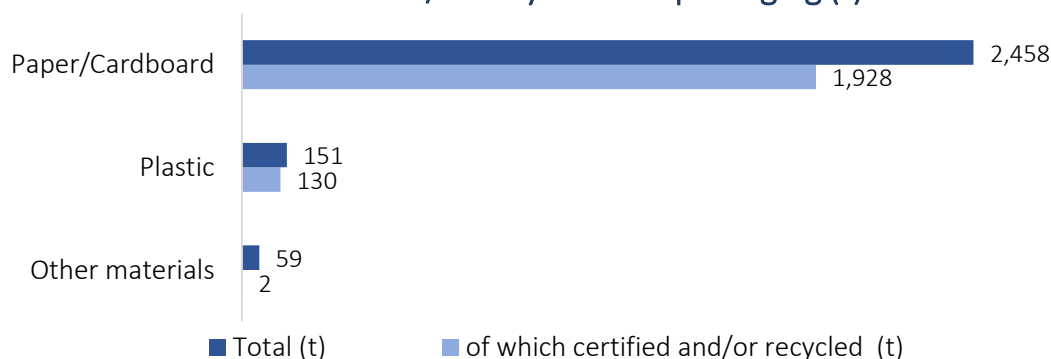 Paper/Cardboard
2,458
1,928
Plastic
151
130
Other materials
59
2
Total (t)
of which certified and/or recycled (t)